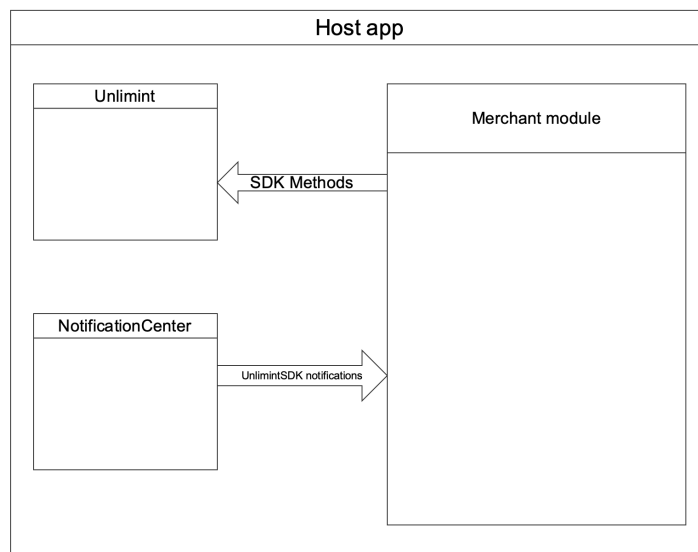 Host app
Unlimint
Merchant module
SDK Methods
NotificationCenter
UnlimintSDK notifications